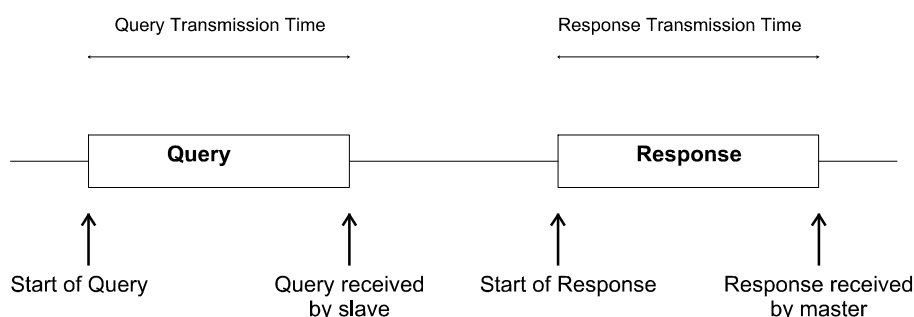 Query Transmission Time
Response Transmission Time
Query
Response
Start of Query
Query received
by slave
Start of Response
Response received
by master